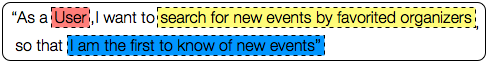 “As a User, I want to search for new events by favorited organizers,
so that I am the first to know of new events”